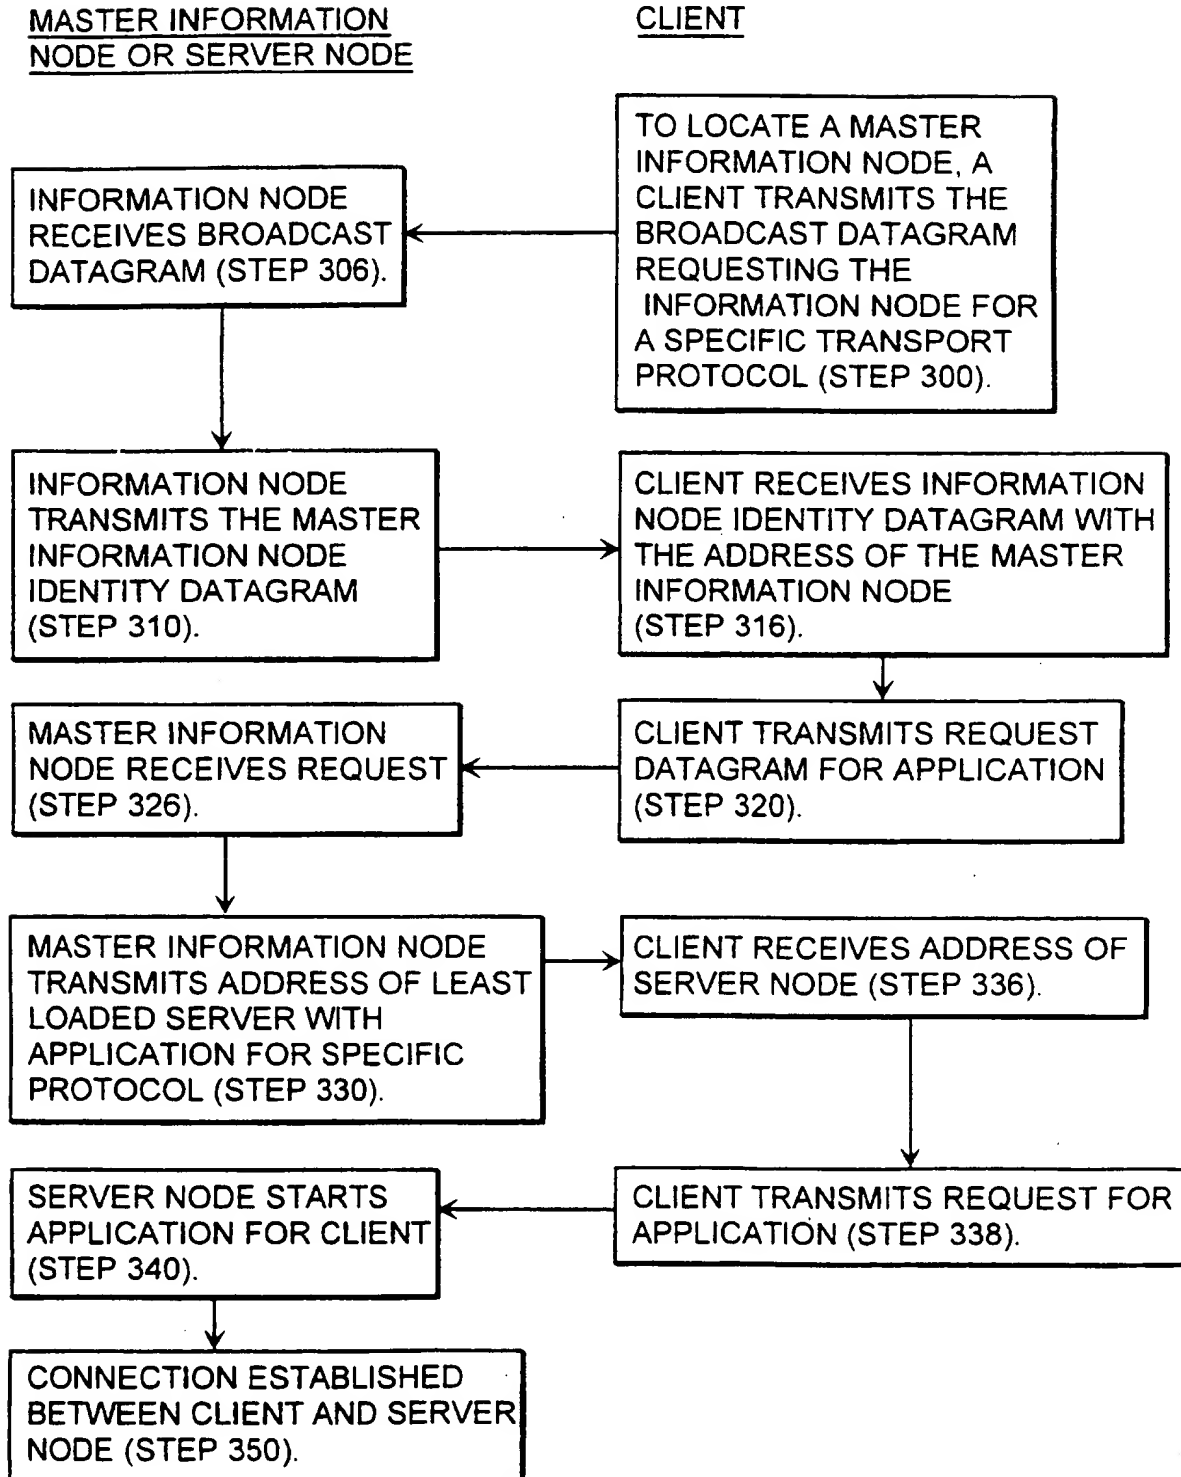 MASTER INFORMATION
NODE OR SERVER NODE
CLIENT
TO LOCATE A MASTER
INFORMATION NODE, A
CLIENT TRANSMITS THE
BROADCAST DATAGRAM
REQUESTING THE
INFORMATION NODE FOR
A SPECIFIC TRANSPORT
PROTOCOL (STEP 300).
INFORMATION NODE
RECEIVES BROADCAST
DATAGRAM (STEP 306).
INFORMATION NODE
TRANSMITS THE MASTER
INFORMATION NODE
IDENTITY DATAGRAM
(STEP 310).
CLIENT RECEIVES INFORMATION
NODE IDENTITY DATAGRAM WITH
THE ADDRESS OF THE MASTER
INFORMATION NODE
(STEP 316).
CLIENT TRANSMITS REQUEST
DATAGRAM FOR APPLICATION
(STEP 320).
MASTER INFORMATION
NODE RECEIVES REQUEST
(STEP 326).
MASTER INFORMATION NODE
TRANSMITS ADDRESS OF LEAST
LOADED SERVER WITH
APPLICATION FOR SPECIFIC
PROTOCOL (STEP 330).
CLIENT RECEIVES ADDRESS OF
SERVER NODE (STEP 336).
CLIENT TRANSMITS REQUEST FOR
APPLICATION (STEP 338).
SERVER NODE STARTS
APPLICATION FOR CLIENT
(STEP 340).
CONNECTION ESTABLISHED
BETWEEN CLIENT AND SERVER
NODE (STEP 350).